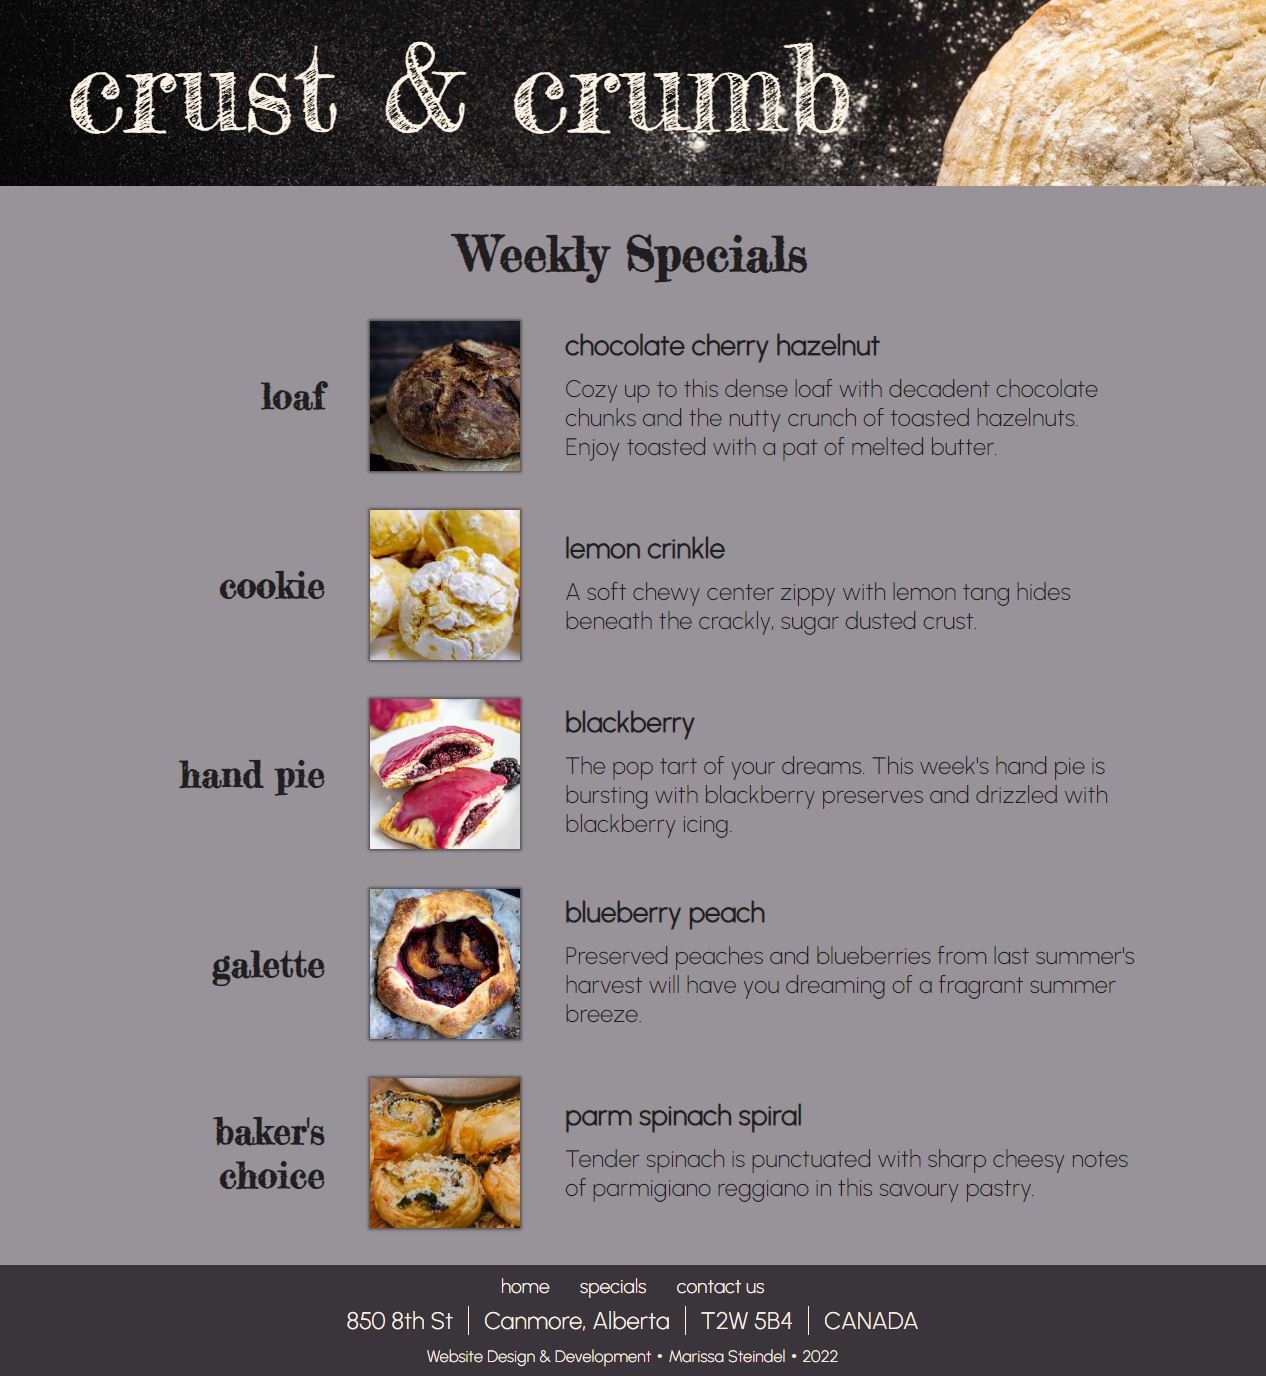 crust & crumb
Weekly Specials
loaf
chocolate cherry hazelnut
Cozy up to this dense loaf with decadent chocolate
chunks and the nutty crunch of toasted hazelnuts.
Enjoy toasted with a pat of melted butter.
cookie
lemon crinkle
A soft chewy center zippy with lemon tang hides
beneath the crackly, sugar dusted crust.
hand pie
blackberry
The pop tart of your dreams. This week's hand pie is
bursting with blackberry preserves and drizzled with
blackberry icing.
galette
blueberry peach
Preserved peaches and blueberries from last summer's
harvest will have you dreaming of a fragrant summer
breeze.
baker's
choice
parm spinach spiral
Tender spinach is punctuated with sharp cheesy notes
of parmigiano reggiano in this savoury pastry.
home specials contact us
850 8th St | Canmore, Alberta | T2W 5B4 | CANADA
Website Design & Development • Marissa Steindel • 2022